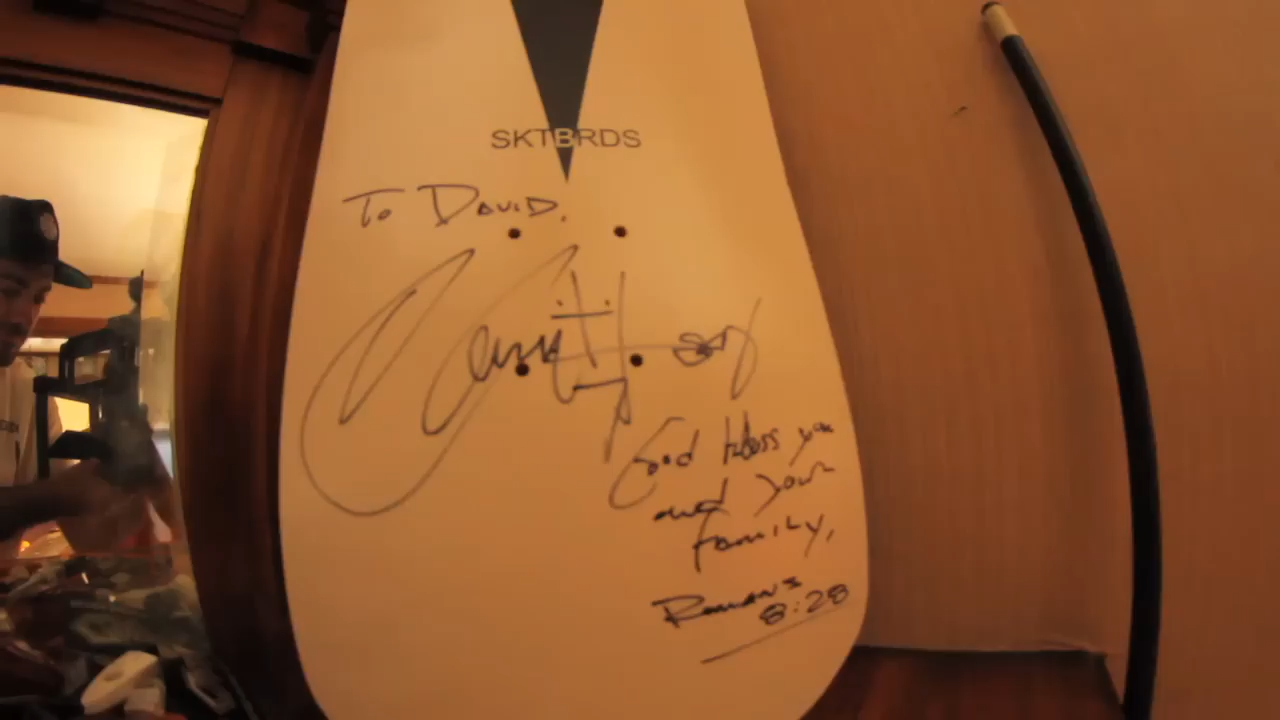 SKTBRDS
To David,
God bless you
and your
family,
Romans
8:28